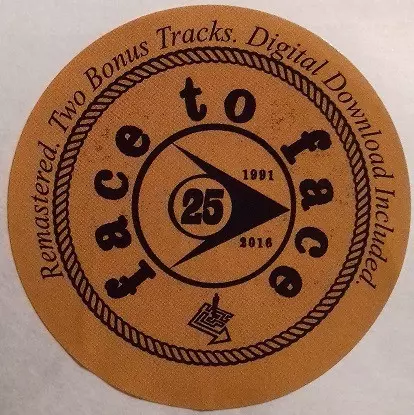 Remastered. Two Bonus Tracks. Digital Download Included.
face to face
1991
25
2016